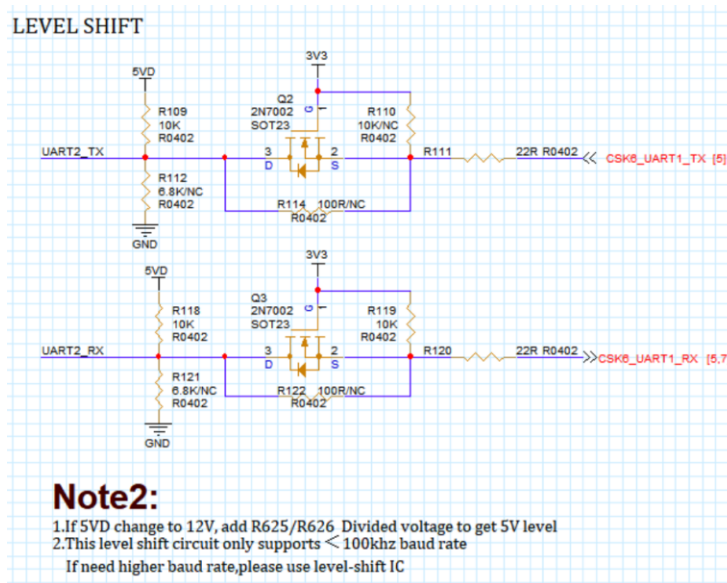 LEVEL SHIFT
3V3
5VD
Q2
2N7002
SOT23
G
1
R109
10K
R0402
R110
10K/NC
R0402
UART2_TX
3
D
2
S
R111
22R R0402
CSK6_UART1_TX [5]
R112
6.8K/NC
R0402
R114 100R/NC
R0402
GND
3V3
5VD
Q3
2N7002
SOT23
G
1
R118
10K
R0402
R119
10K
R0402
UART2_RX
3
D
2
S
R120
22R R0402
CSK6_UART1_RX [5,7
R121
6.8K/NC
R0402
R122 100R/NC
R0402
GND
Note2:
1.If 5VD change to 12V, add R625/R626 Divided voltage to get 5V level
2.This level shift circuit only supports < 100khz baud rate
If need higher baud rate,please use level-shift IC